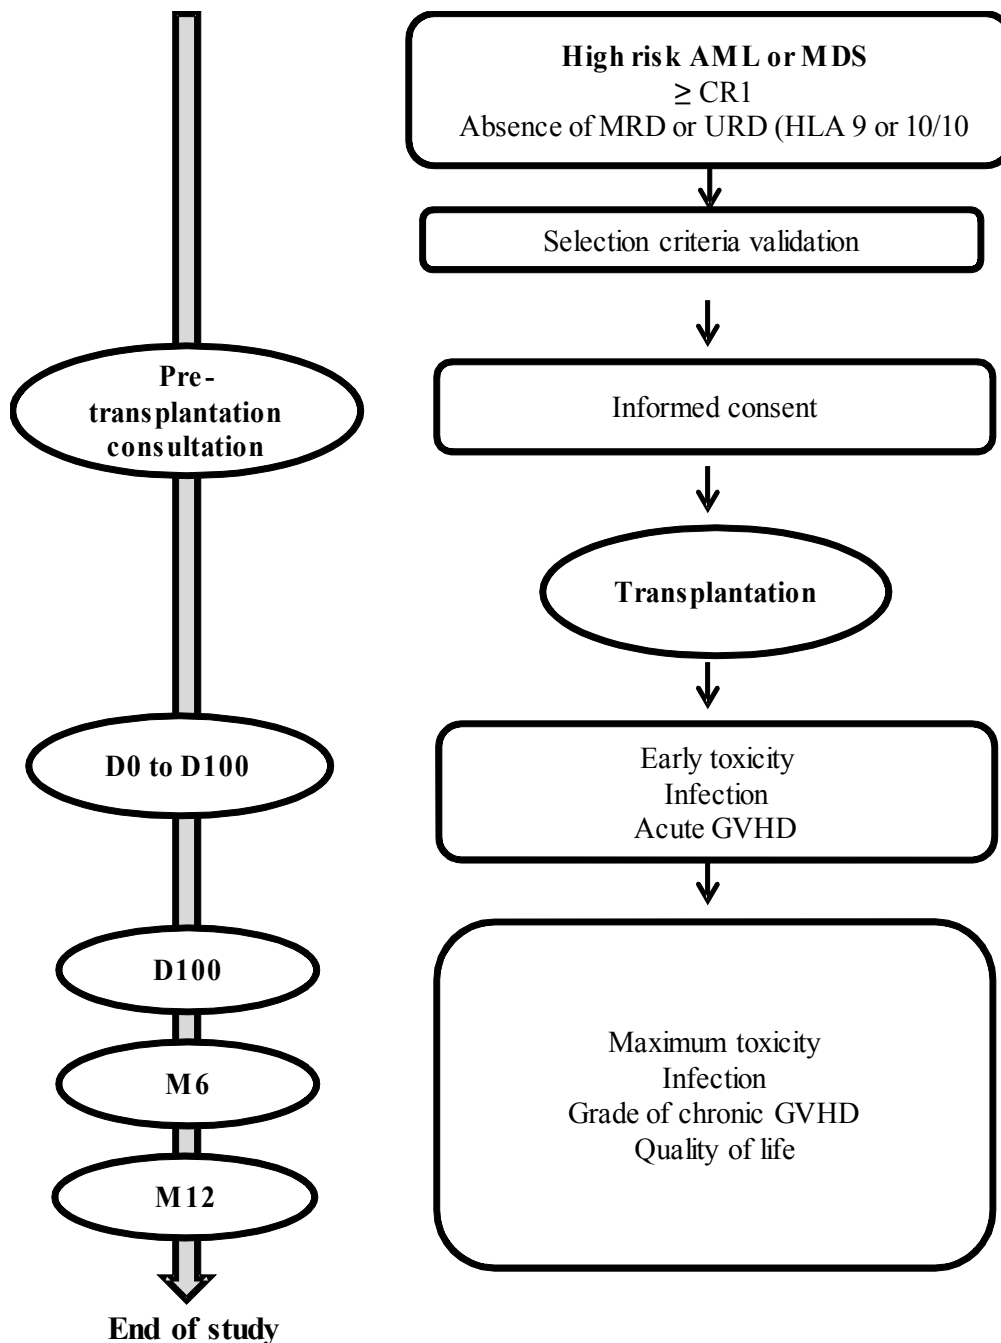 High risk AML or MDS
≥ CR1
Absence of MRD or URD (HLA 9 or 10/10
Selection criteria validation
Pre-
transplantation
consultation
Informed consent
Transplantation
D0 to D100
Early toxicity
Infection
Acute GVHD
D100
M6
M12
Maximum toxicity
Infection
Grade of chronic GVHD
Quality of life
End of study